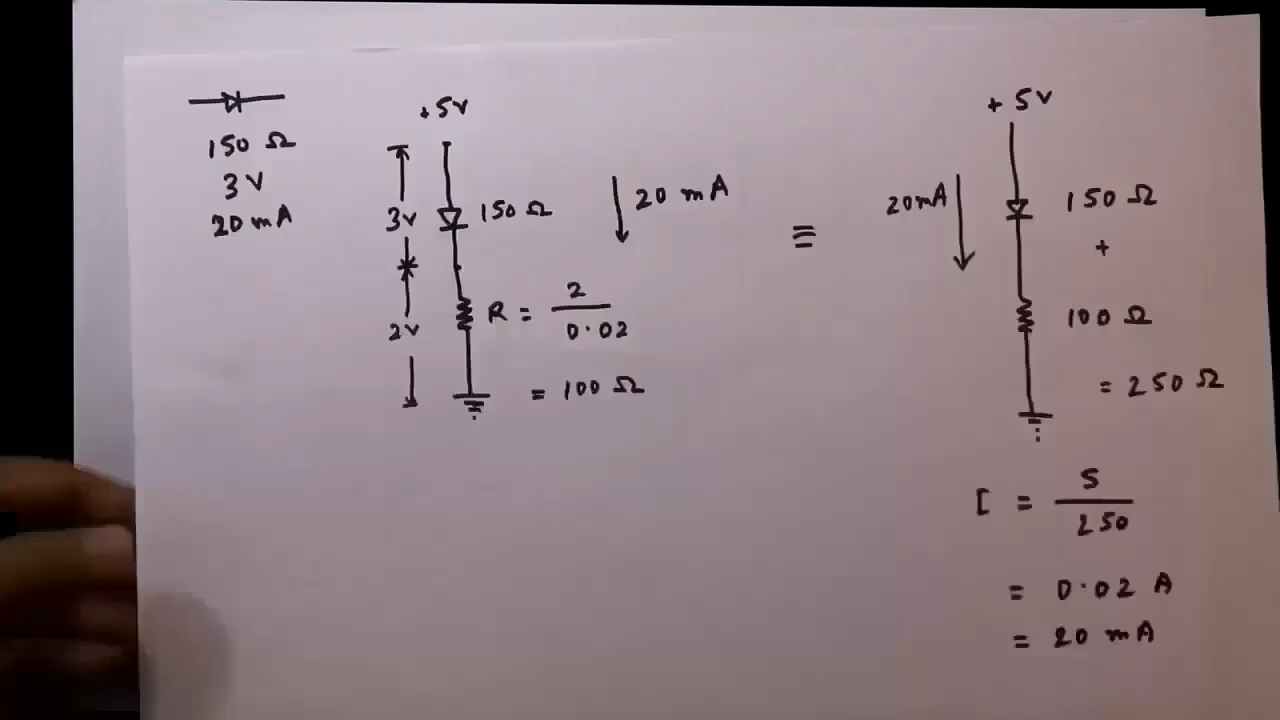 150 Ω
3V
20 mA
+5V
3V
150 Ω
20 mA
2V
R = 2/0.02
= 100 Ω
≡
+ 5V
20mA
150 Ω
+
100 Ω
= 250 Ω
I = 5/250
= 0.02 A
= 20 mA